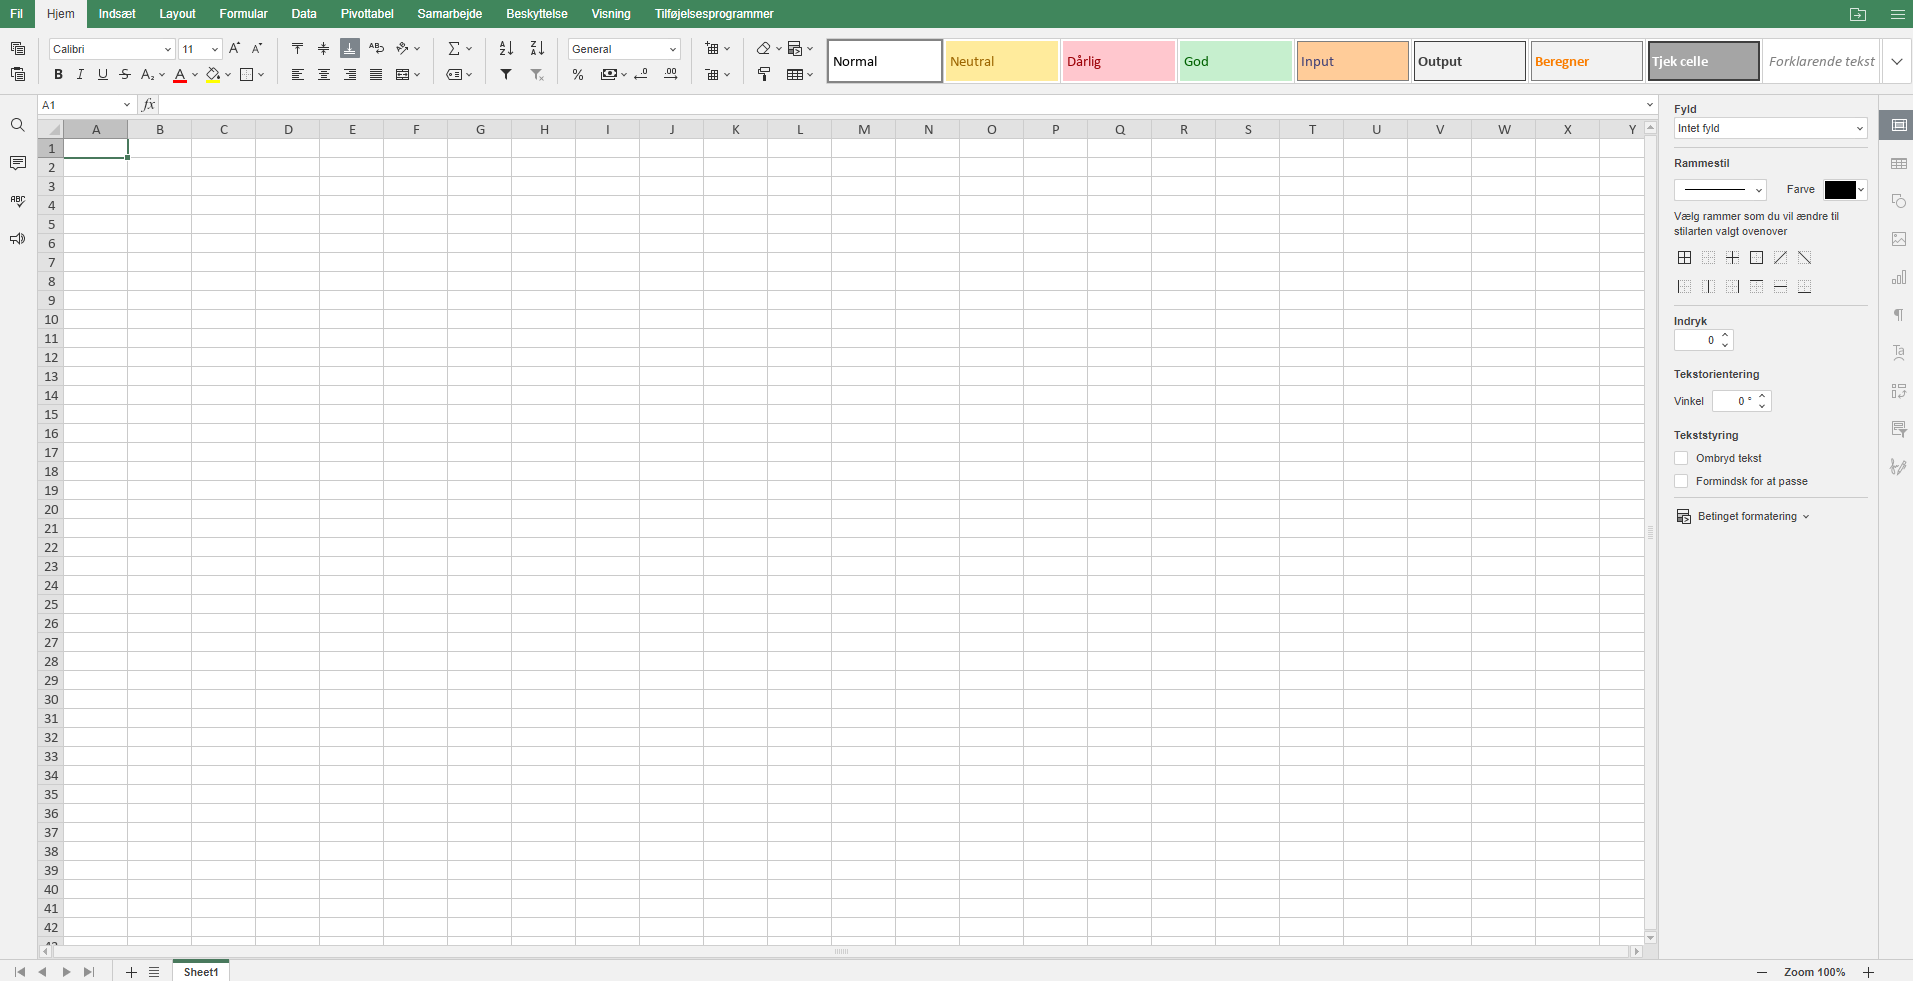 Fil Hjem Indsæt Layout Formular Data Pivottabel Samarbejde Beskyttelse Visning Tilføjelsesprogrammer
Calibri 11 General
Normal Neutral Dårlig God Input Output Beregner Tjek celle Forklarende tekst
A1 fx
A B C D E F G H I J K L M N O P Q R S T U V W X Y
1
2
3
4
5
6
7
8
9
10
11
12
13
14
15
16
17
18
19
20
21
22
23
24
25
26
27
28
29
30
31
32
33
34
35
36
37
38
39
40
41
42
Fyld
Intet fyld
Rammestil
Farve
Vælg rammer som du vil ændre til
stilarten valgt ovenover
Indryk
0
Tekstorientering
Vinkel 0 °
Tekststyring
Ombryd tekst
Formindsk for at passe
Betinget formatering
Sheet1
Zoom 100%